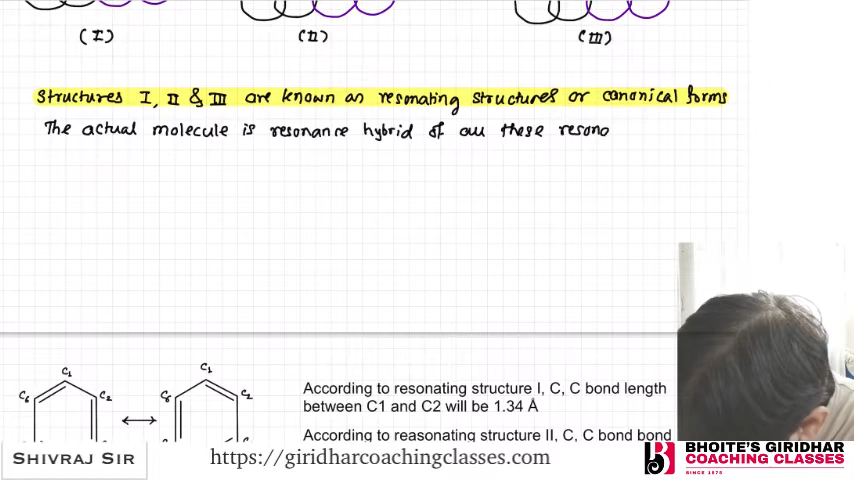 (I) (II) (III)
Structures I, II & III are known as resonating structures or canonical forms
The actual molecule is resonance hybrid of all these resona
C1 C1
C6 C2 C6 C2
According to resonating structure I, C, C bond length
between C1 and C2 will be 1.34 Å
According to reasonating structure II, C, C bond bond
SHIVRAJ SIR
https://giridharcoachingclasses.com
BHOITE'S GIRIDHAR
COACHING CLASSES
SINCE 1975